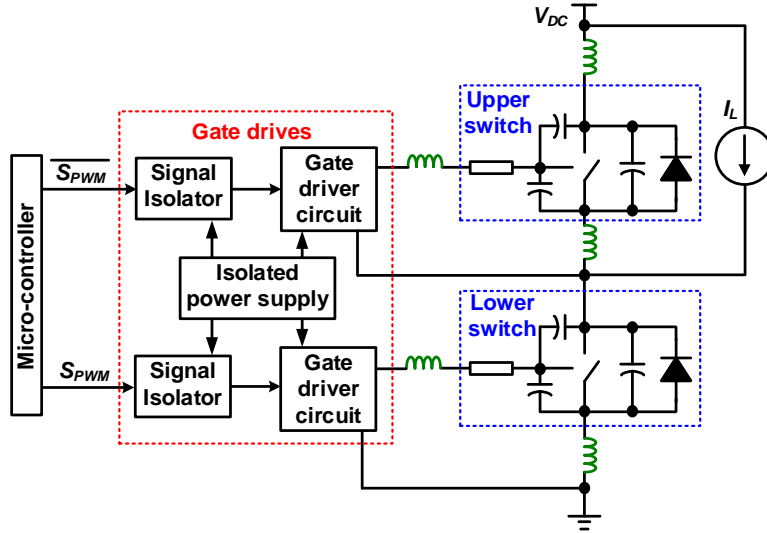 V_DC
Upper
switch
I_L
Gate drives
Micro-controller
\overline{S_PWM}
Signal
Isolator
Gate
driver
circuit
Isolated
power supply
Lower
switch
S_PWM
Signal
Isolator
Gate
driver
circuit